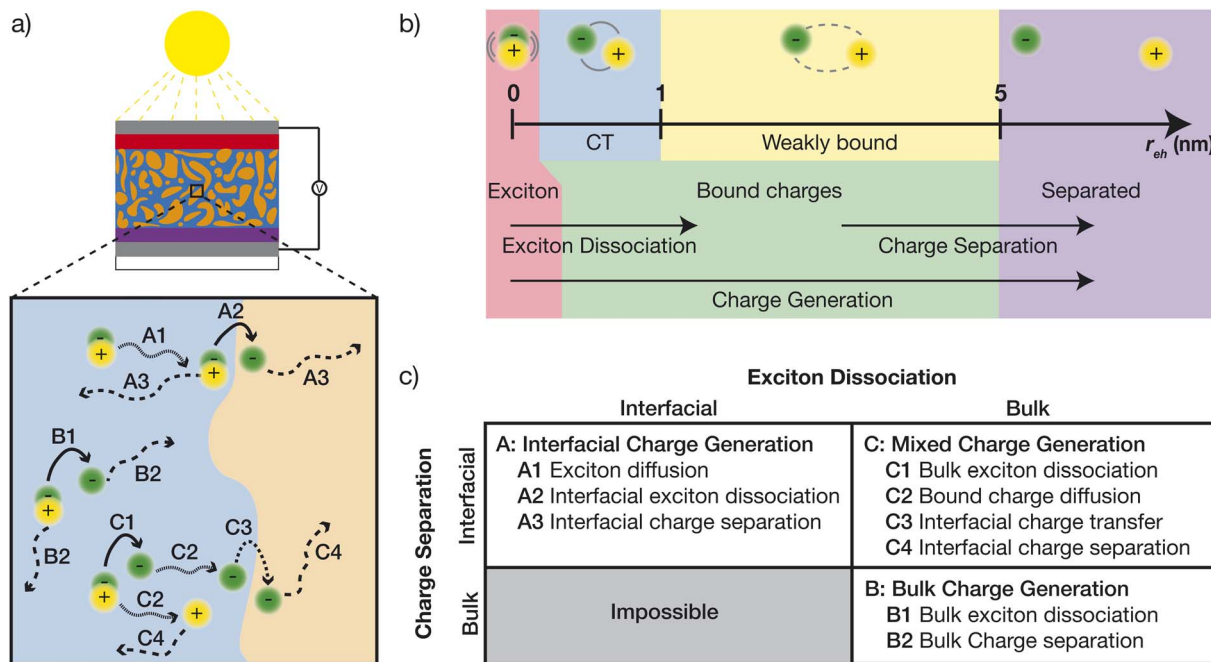 a)
V
A1
A2
A3
A3
B1
B2
B2
C1
C2
C3
C2
C4
C4
+
-
+
-
-
-
+
-
-
+
-
-
+
b)
-
+
-
+
-
+
-
+
0
1
5
CT
Weakly bound
r_eh (nm)
Exciton
Bound charges
Separated
Exciton Dissociation
Charge Separation
Charge Generation
c)
Exciton Dissociation
Interfacial
Bulk
Charge Separation
Interfacial
A: Interfacial Charge Generation
A1 Exciton diffusion
A2 Interfacial exciton dissociation
A3 Interfacial charge separation
C: Mixed Charge Generation
C1 Bulk exciton dissociation
C2 Bound charge diffusion
C3 Interfacial charge transfer
C4 Interfacial charge separation
Bulk
Impossible
B: Bulk Charge Generation
B1 Bulk exciton dissociation
B2 Bulk Charge separation